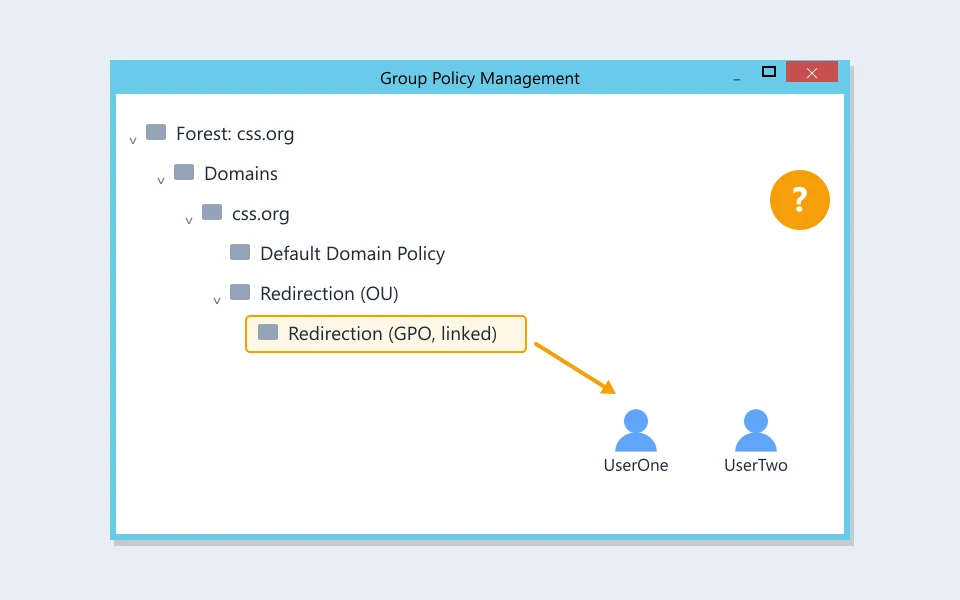 Group Policy Management
Forest: css.org
Domains
css.org
?
Default Domain Policy
Redirection (OU)
Redirection (GPO, linked)
UserOne
UserTwo